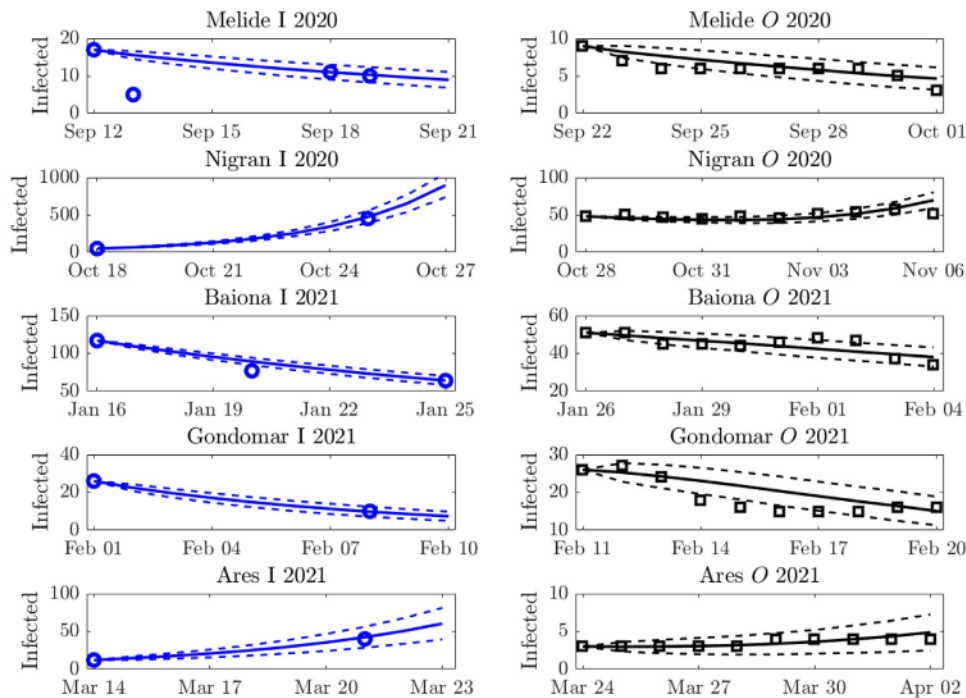 Melide I 2020
Infected
20
10
0
Sep 12 Sep 15 Sep 18 Sep 21
Melide O 2020
Infected
10
5
0
Sep 22 Sep 25 Sep 28 Oct 01
Nigran I 2020
Infected
1000
500
0
Oct 18 Oct 21 Oct 24 Oct 27
Nigran O 2020
Infected
100
50
0
Oct 28 Oct 31 Nov 03 Nov 06
Baiona I 2021
Infected
150
100
50
Jan 16 Jan 19 Jan 22 Jan 25
Baiona O 2021
Infected
60
40
20
Jan 26 Jan 29 Feb 01 Feb 04
Gondomar I 2021
Infected
40
20
0
Feb 01 Feb 04 Feb 07 Feb 10
Gondomar O 2021
Infected
30
20
10
Feb 11 Feb 14 Feb 17 Feb 20
Ares I 2021
Infected
100
50
0
Mar 14 Mar 17 Mar 20 Mar 23
Ares O 2021
Infected
10
5
0
Mar 24 Mar 27 Mar 30 Apr 02